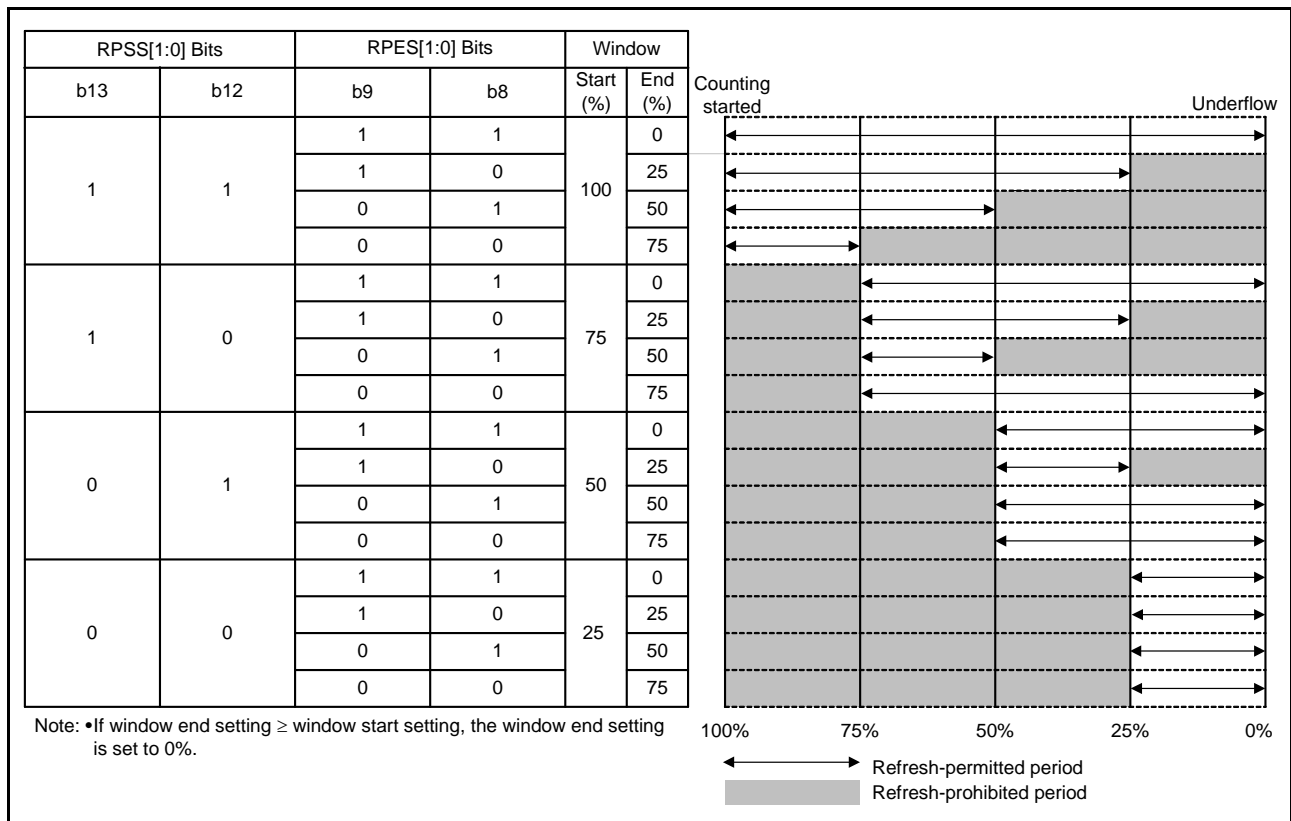 RPSS[1:0] Bits RPES[1:0] Bits Window
b13 b12 b9 b8 Start (%) End (%)
Counting started Underflow
1 1 1 1 100 0
1 0 25
0 1 50
0 0 75
1 0 1 1 75 0
1 0 25
0 1 50
0 0 75
0 1 1 1 50 0
1 0 25
0 1 50
0 0 75
0 0 1 1 25 0
1 0 25
0 1 50
0 0 75
Note: •If window end setting ≥ window start setting, the window end setting
is set to 0%.
100% 75% 50% 25% 0%
Refresh-permitted period
Refresh-prohibited period